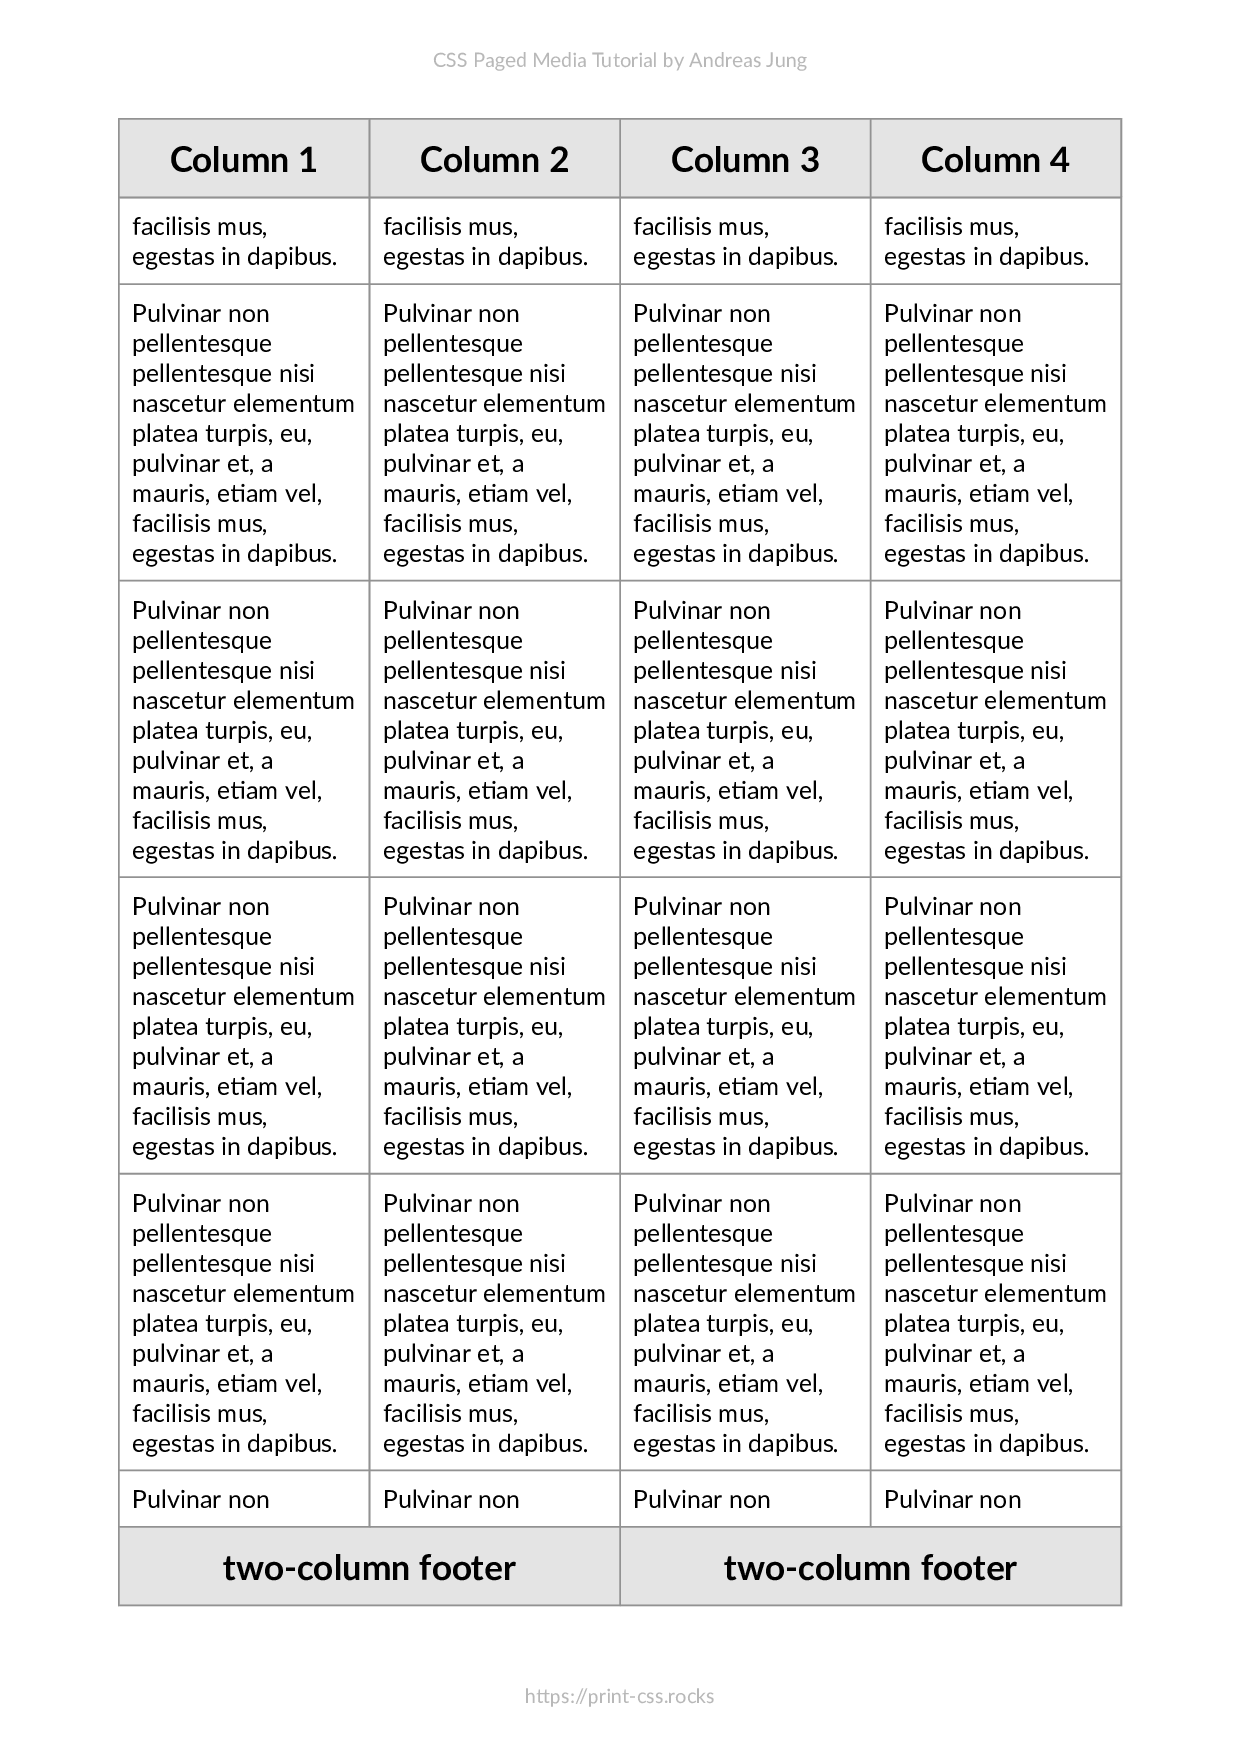 CSS Paged Media Tutorial by Andreas Jung
Column 1 Column 2 Column 3 Column 4
facilisis mus, facilisis mus, facilisis mus, facilisis mus,
egestas in dapibus. egestas in dapibus. egestas in dapibus. egestas in dapibus.
Pulvinar non Pulvinar non Pulvinar non Pulvinar non
pellentesque pellentesque pellentesque pellentesque
pellentesque nisi pellentesque nisi pellentesque nisi pellentesque nisi
nascetur elementum nascetur elementum nascetur elementum nascetur elementum
platea turpis, eu, platea turpis, eu, platea turpis, eu, platea turpis, eu,
pulvinar et, a pulvinar et, a pulvinar et, a pulvinar et, a
mauris, etiam vel, mauris, etiam vel, mauris, etiam vel, mauris, etiam vel,
facilisis mus, facilisis mus, facilisis mus, facilisis mus,
egestas in dapibus. egestas in dapibus. egestas in dapibus. egestas in dapibus.
Pulvinar non Pulvinar non Pulvinar non Pulvinar non
pellentesque pellentesque pellentesque pellentesque
pellentesque nisi pellentesque nisi pellentesque nisi pellentesque nisi
nascetur elementum nascetur elementum nascetur elementum nascetur elementum
platea turpis, eu, platea turpis, eu, platea turpis, eu, platea turpis, eu,
pulvinar et, a pulvinar et, a pulvinar et, a pulvinar et, a
mauris, etiam vel, mauris, etiam vel, mauris, etiam vel, mauris, etiam vel,
facilisis mus, facilisis mus, facilisis mus, facilisis mus,
egestas in dapibus. egestas in dapibus. egestas in dapibus. egestas in dapibus.
Pulvinar non Pulvinar non Pulvinar non Pulvinar non
pellentesque pellentesque pellentesque pellentesque
pellentesque nisi pellentesque nisi pellentesque nisi pellentesque nisi
nascetur elementum nascetur elementum nascetur elementum nascetur elementum
platea turpis, eu, platea turpis, eu, platea turpis, eu, platea turpis, eu,
pulvinar et, a pulvinar et, a pulvinar et, a pulvinar et, a
mauris, etiam vel, mauris, etiam vel, mauris, etiam vel, mauris, etiam vel,
facilisis mus, facilisis mus, facilisis mus, facilisis mus,
egestas in dapibus. egestas in dapibus. egestas in dapibus. egestas in dapibus.
Pulvinar non Pulvinar non Pulvinar non Pulvinar non
pellentesque pellentesque pellentesque pellentesque
pellentesque nisi pellentesque nisi pellentesque nisi pellentesque nisi
nascetur elementum nascetur elementum nascetur elementum nascetur elementum
platea turpis, eu, platea turpis, eu, platea turpis, eu, platea turpis, eu,
pulvinar et, a pulvinar et, a pulvinar et, a pulvinar et, a
mauris, etiam vel, mauris, etiam vel, mauris, etiam vel, mauris, etiam vel,
facilisis mus, facilisis mus, facilisis mus, facilisis mus,
egestas in dapibus. egestas in dapibus. egestas in dapibus. egestas in dapibus.
Pulvinar non Pulvinar non Pulvinar non Pulvinar non
two-column footer two-column footer
https://print-css.rocks